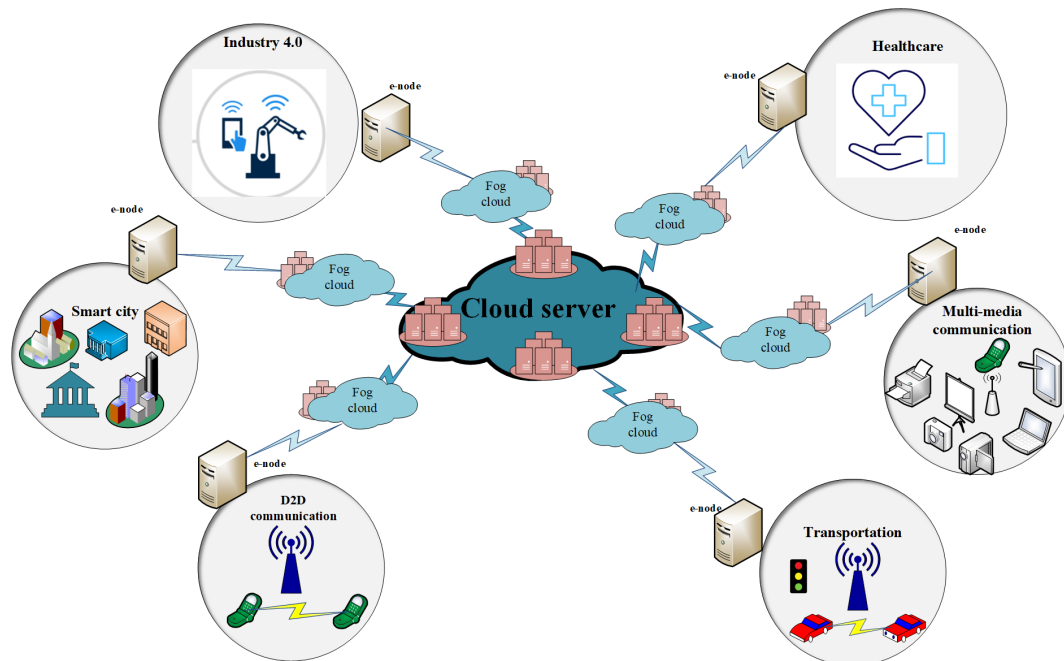 Industry 4.0
Healthcare
e-node
e-node
Fog
cloud
Fog
cloud
e-node
e-node
Fog
cloud
Smart city
Cloud server
Multi-media
communication
Fog
cloud
Fog
cloud
Fog
cloud
e-node
D2D
communication
e-node
Transportation